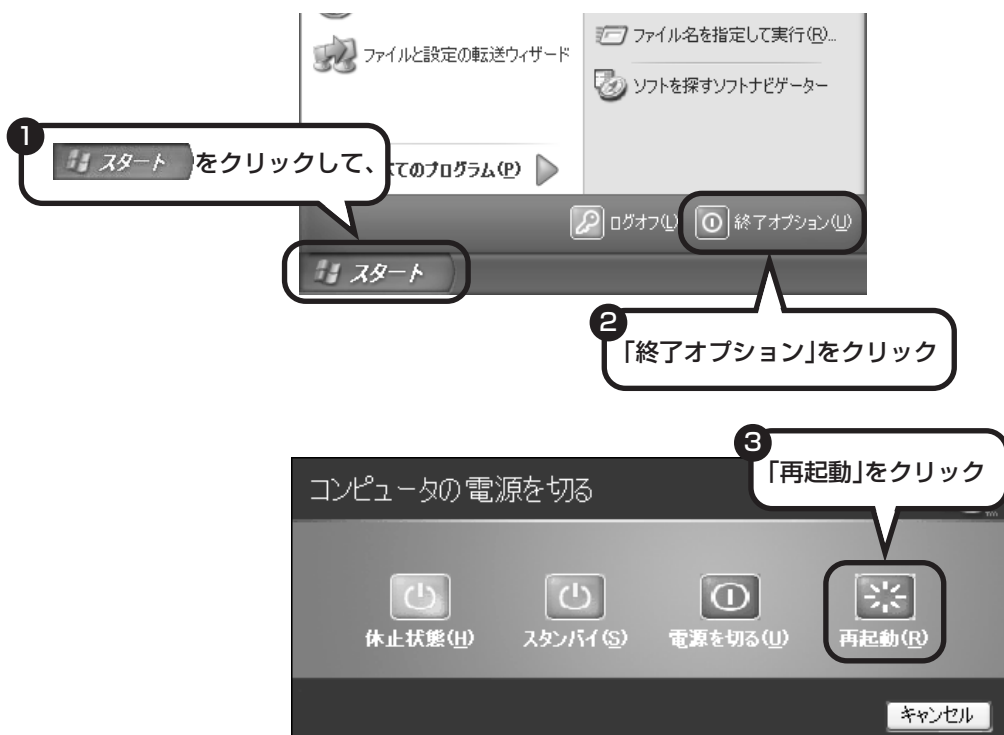 ファイルと設定の転送ウィザード
ファイル名を指定して実行(R)...
ソフトを探すソフトナビゲーター
1
スタート をクリックして、
てのプログラム(P)
ログオフ(L)
終了オプション(U)
スタート
2
「終了オプション」をクリック
3
「再起動」をクリック
コンピュータの電源を切る
休止状態(H)
スタンバイ(S)
電源を切る(U)
再起動(R)
キャンセル